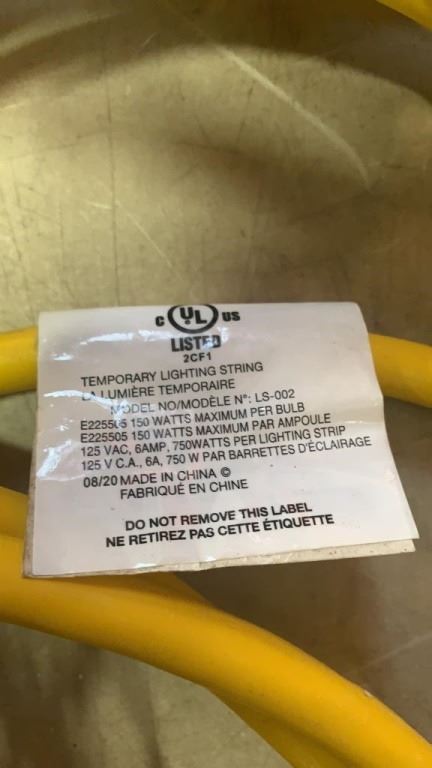 C UL US
LISTED
2CF1
TEMPORARY LIGHTING STRING
LA LUMIÈRE TEMPORAIRE
MODEL NO/MODÈLE N°: LS-002
E225505 150 WATTS MAXIMUM PER BULB
E225505 150 WATTS MAXIMUM PAR AMPOULE
125 VAC, 6AMP, 750WATTS PER LIGHTING STRIP
125 V C.A., 6A, 750 W PAR BARRETTES D'ÉCLAIRAGE
08/20 MADE IN CHINA ©
FABRIQUÉ EN CHINE
DO NOT REMOVE THIS LABEL
NE RETIREZ PAS CETTE ÉTIQUETTE